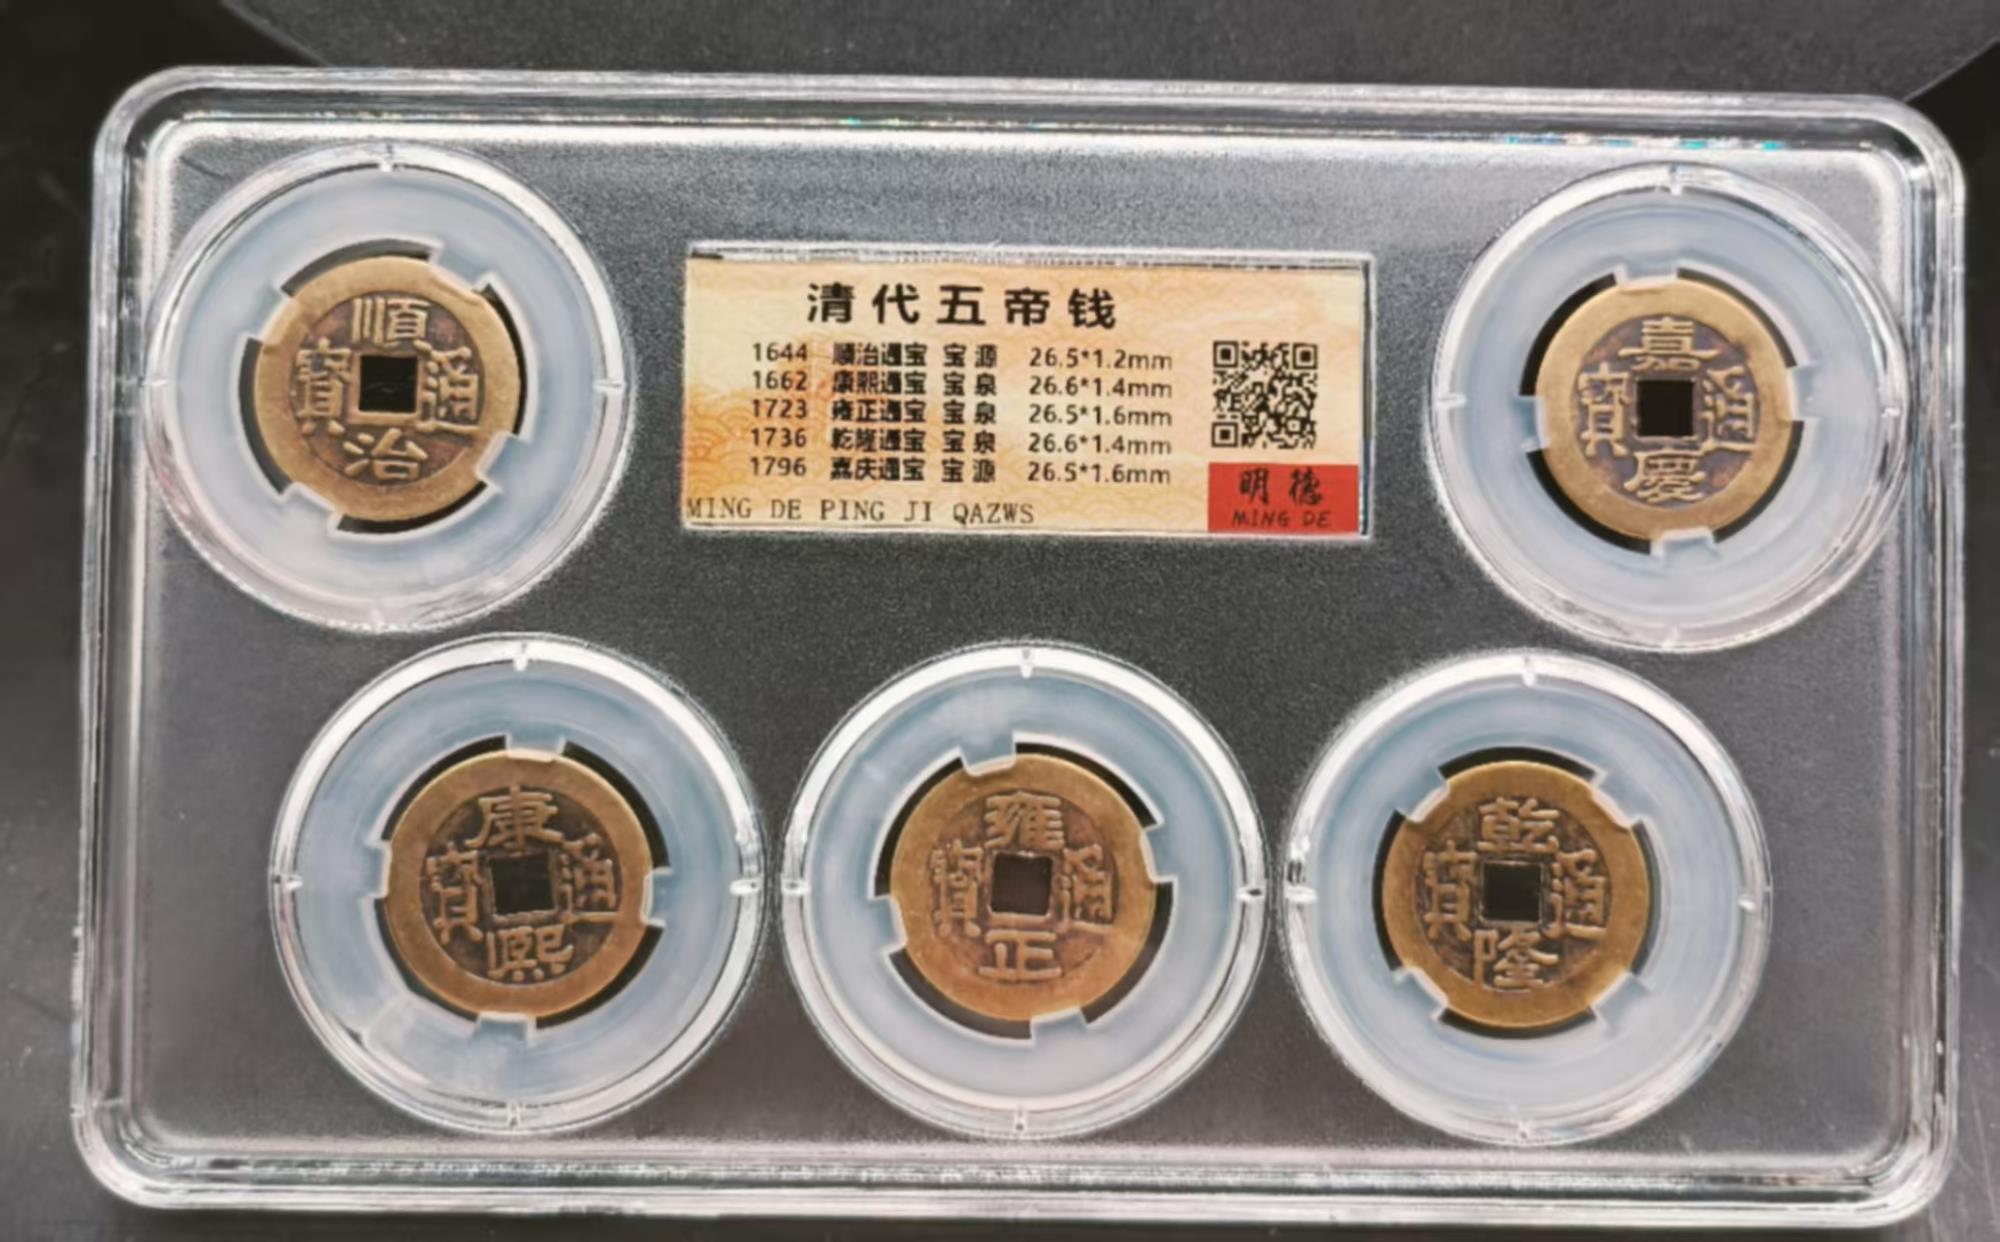 清代五帝钱
1644 順治通宝 宝源 26.5*1.2mm
1662 康熙通宝 宝泉 26.6*1.4mm
1723 雍正通宝 宝泉 26.5*1.6mm
1736 乾隆通宝 宝泉 26.6*1.4mm
1796 嘉庆通宝 宝源 26.5*1.6mm
MING DE PING JI QAZWS
明德
MING DE
順治通寶
嘉慶通寶
康熙通寶
雍正通寶
乾隆通寶